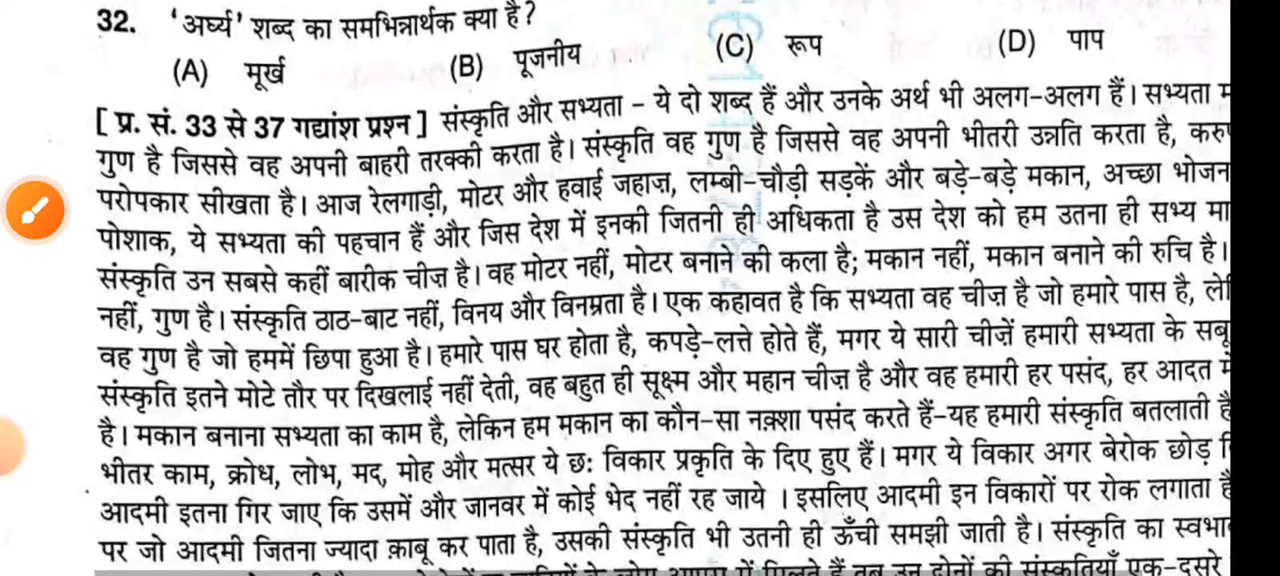 32. 'अर्घ्य' शब्द का समभिन्नार्थक क्या है?
(A) मूर्ख (B) पूजनीय (C) रूप (D) पाप
[ प्र. सं. 33 से 37 गद्यांश प्रश्न ] संस्कृति और सभ्यता - ये दो शब्द हैं और उनके अर्थ भी अलग-अलग हैं। सभ्यता
गुण है जिससे वह अपनी बाहरी तरक्की करता है। संस्कृति वह गुण है जिससे वह अपनी भीतरी उन्नति करता है,
परोपकार सीखता है। आज रेलगाड़ी, मोटर और हवाई जहाज़, लम्बी-चौड़ी सड़कें और बड़े-बड़े मकान, अच्छा भोजन
पोशाक, ये सभ्यता की पहचान हैं और जिस देश में इनकी जितनी ही अधिकता है उस देश को हम उतना ही सभ्य
संस्कृति उन सबसे कहीं बारीक चीज़ है। वह मोटर नहीं, मोटर बनाने की कला है; मकान नहीं, मकान बनाने की रुचि है।
नहीं, गुण है। संस्कृति ठाठ-बाट नहीं, विनय और विनम्रता है। एक कहावत है कि सभ्यता वह चीज़ है जो हमारे पास है,
वह गुण है जो हममें छिपा हुआ है। हमारे पास घर होता है, कपड़े-लत्ते होते हैं, मगर ये सारी चीज़ें हमारी सभ्यता के
संस्कृति इतने मोटे तौर पर दिखलाई नहीं देती, वह बहुत ही सूक्ष्म और महान चीज़ है और वह हमारी हर पसंद, हर आदत
है। मकान बनाना सभ्यता का काम है, लेकिन हम मकान का कौन-सा नक़्शा पसंद करते हैं-यह हमारी संस्कृति बतलाती है
भीतर काम, क्रोध, लोभ, मद, मोह और मत्सर ये छः विकार प्रकृति के दिए हुए हैं। मगर ये विकार अगर बेरोक छोड़
आदमी इतना गिर जाए कि उसमें और जानवर में कोई भेद नहीं रह जाये । इसलिए आदमी इन विकारों पर रोक लगाता है
पर जो आदमी जितना ज्यादा क़ाबू कर पाता है, उसकी संस्कृति भी उतनी ही ऊँची समझी जाती है। संस्कृति का
के लोग आपस में मिलते हैं तब उन दोनों की संस्कृतियाँ एक-दूसरे